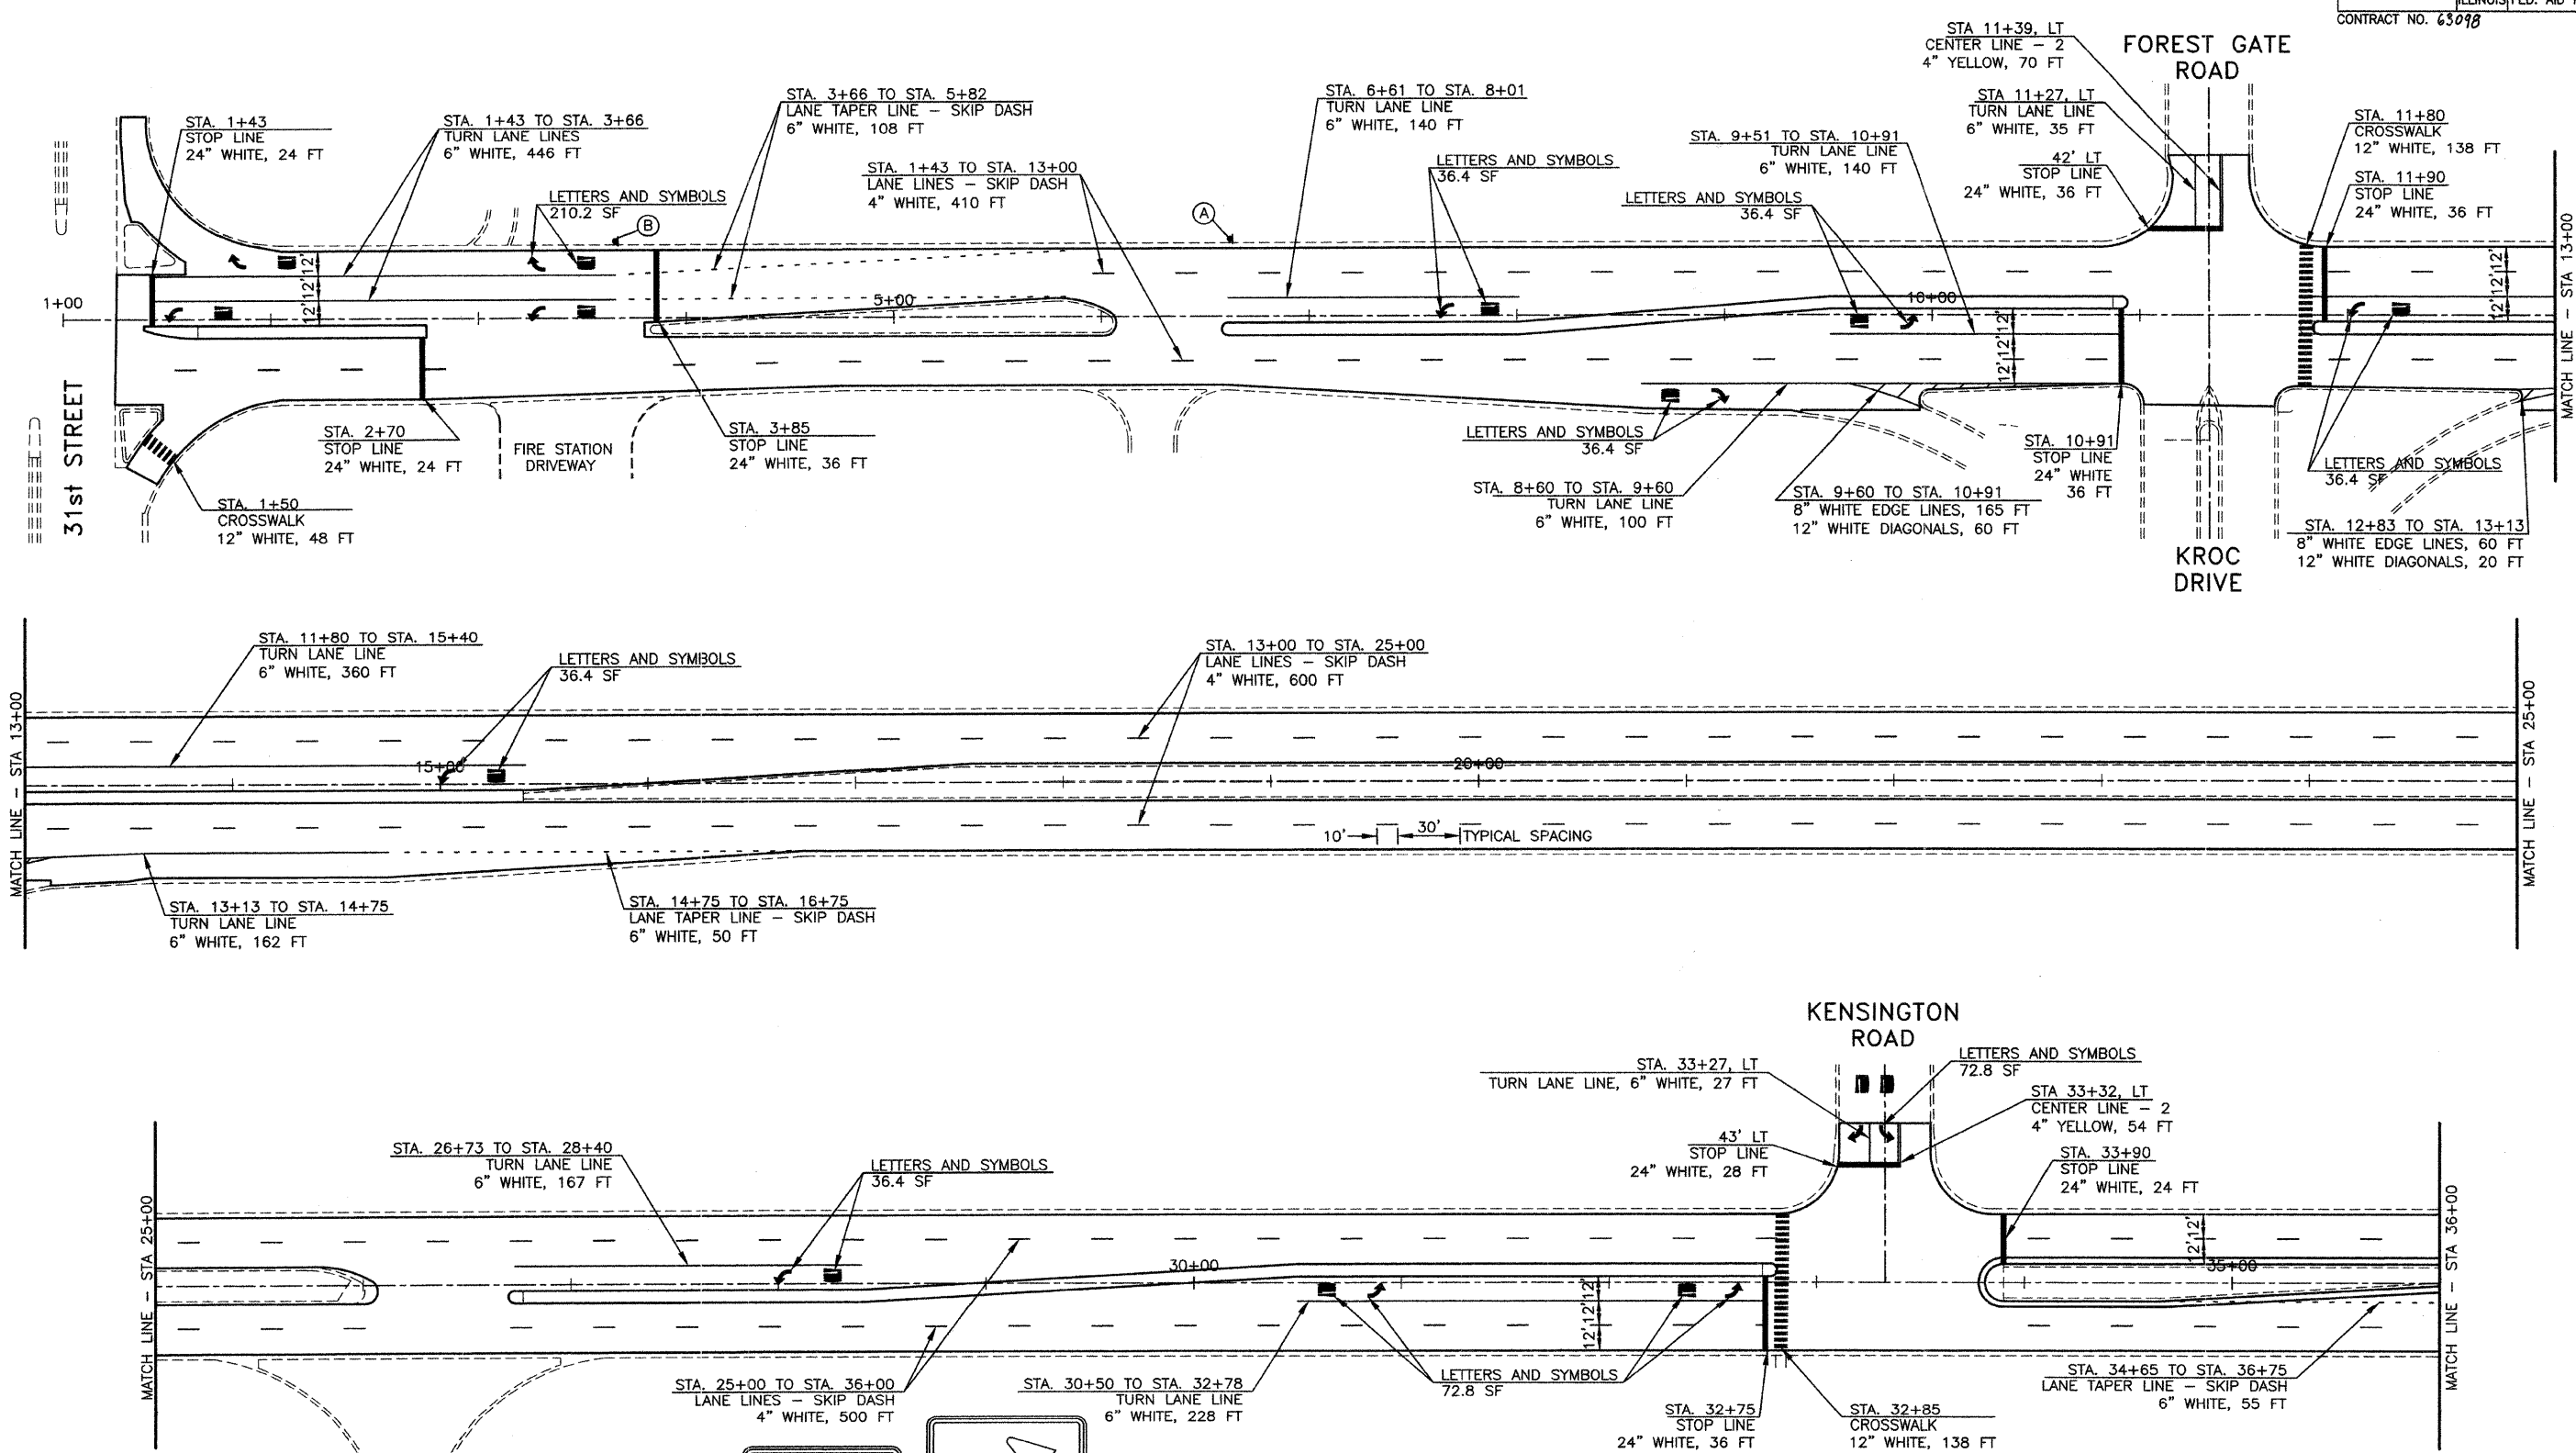 CONTRACT NO. 63098
STA 11+39, LT
CENTER LINE – 2
4" YELLOW, 70 FT
FOREST GATE
ROAD
STA 11+27, LT
TURN LANE LINE
6" WHITE, 35 FT
42' LT
STOP LINE
24" WHITE, 36 FT
STA. 11+80
CROSSWALK
12" WHITE, 138 FT
STA. 11+90
STOP LINE
24" WHITE, 36 FT
STA. 1+43
STOP LINE
24" WHITE, 24 FT
STA. 1+43 TO STA. 3+66
TURN LANE LINES
6" WHITE, 446 FT
LETTERS AND SYMBOLS
210.2 SF
STA. 3+66 TO STA. 5+82
LANE TAPER LINE – SKIP DASH
6" WHITE, 108 FT
STA. 1+43 TO STA. 13+00
LANE LINES – SKIP DASH
4" WHITE, 410 FT
STA. 6+61 TO STA. 8+01
TURN LANE LINE
6" WHITE, 140 FT
LETTERS AND SYMBOLS
36.4 SF
STA. 9+51 TO STA. 10+91
TURN LANE LINE
6" WHITE, 140 FT
LETTERS AND SYMBOLS
36.4 SF
B
A
12'12'12'
1+00
5+00
10+00
12'12'12'
12'12'12'
MATCH LINE – STA 13+00
31st STREET
STA. 2+70
STOP LINE
24" WHITE, 24 FT
FIRE STATION
DRIVEWAY
STA. 3+85
STOP LINE
24" WHITE, 36 FT
STA. 1+50
CROSSWALK
12" WHITE, 48 FT
LETTERS AND SYMBOLS
36.4 SF
STA. 8+60 TO STA. 9+60
TURN LANE LINE
6" WHITE, 100 FT
STA. 9+60 TO STA. 10+91
8" WHITE EDGE LINES, 165 FT
12" WHITE DIAGONALS, 60 FT
STA. 10+91
STOP LINE
24" WHITE
36 FT
LETTERS AND SYMBOLS
36.4 SF
STA. 12+83 TO STA. 13+13
8" WHITE EDGE LINES, 60 FT
12" WHITE DIAGONALS, 20 FT
KROC
DRIVE
MATCH LINE – STA 13+00
STA. 11+80 TO STA. 15+40
TURN LANE LINE
6" WHITE, 360 FT
LETTERS AND SYMBOLS
36.4 SF
STA. 13+00 TO STA. 25+00
LANE LINES – SKIP DASH
4" WHITE, 600 FT
15+00
20+00
10'
30'
TYPICAL SPACING
MATCH LINE – STA 25+00
STA. 13+13 TO STA. 14+75
TURN LANE LINE
6" WHITE, 162 FT
STA. 14+75 TO STA. 16+75
LANE TAPER LINE – SKIP DASH
6" WHITE, 50 FT
KENSINGTON
ROAD
STA. 33+27, LT
TURN LANE LINE, 6" WHITE, 27 FT
LETTERS AND SYMBOLS
72.8 SF
STA 33+32, LT
CENTER LINE – 2
4" YELLOW, 54 FT
43' LT
STOP LINE
24" WHITE, 28 FT
STA. 33+90
STOP LINE
24" WHITE, 24 FT
MATCH LINE – STA 25+00
STA. 26+73 TO STA. 28+40
TURN LANE LINE
6" WHITE, 167 FT
LETTERS AND SYMBOLS
36.4 SF
30+00
35+00
12'12'12'
12'12'
MATCH LINE – STA 36+00
STA. 25+00 TO STA. 36+00
LANE LINES – SKIP DASH
4" WHITE, 500 FT
STA. 30+50 TO STA. 32+78
TURN LANE LINE
6" WHITE, 228 FT
LETTERS AND SYMBOLS
72.8 SF
STA. 32+75
STOP LINE
24" WHITE, 36 FT
STA. 32+85
CROSSWALK
12" WHITE, 138 FT
STA. 34+65 TO STA. 36+75
LANE TAPER LINE – SKIP DASH
6" WHITE, 55 FT